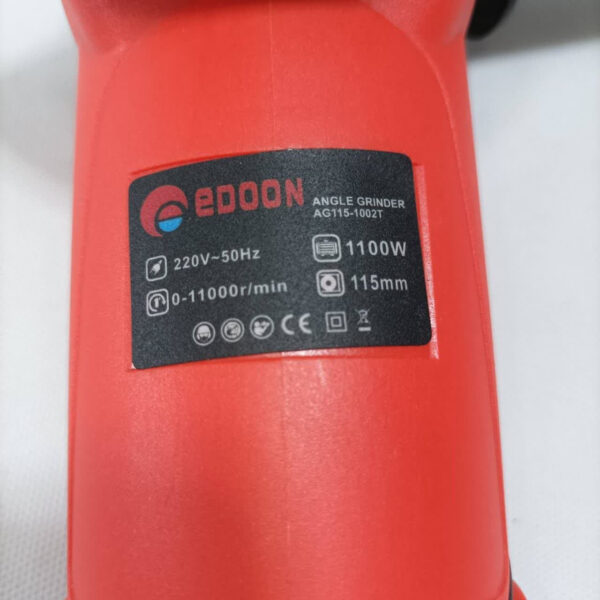 eDOON
ANGLE GRINDER
AG115-1002T
220V~50Hz
1100W
0-11000r/min
115mm
CE